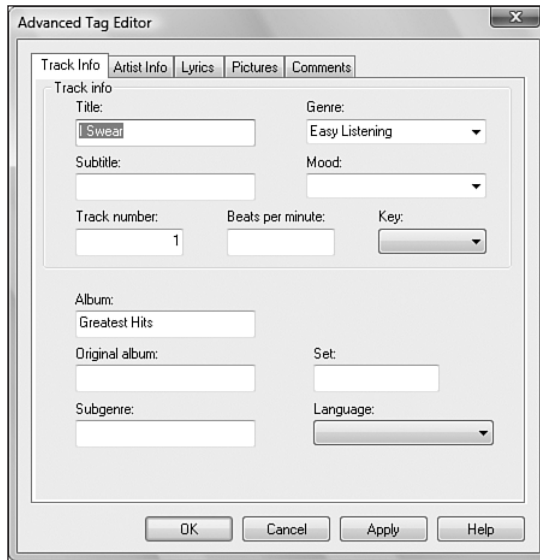 Advanced Tag Editor
Track Info Artist Info Lyrics Pictures Comments
Track info
Title: Genre:
I Swear Easy Listening
Subtitle: Mood:
Track number: Beats per minute: Key:
1
Album:
Greatest Hits
Original album: Set:
Subgenre: Language:
OK Cancel Apply Help